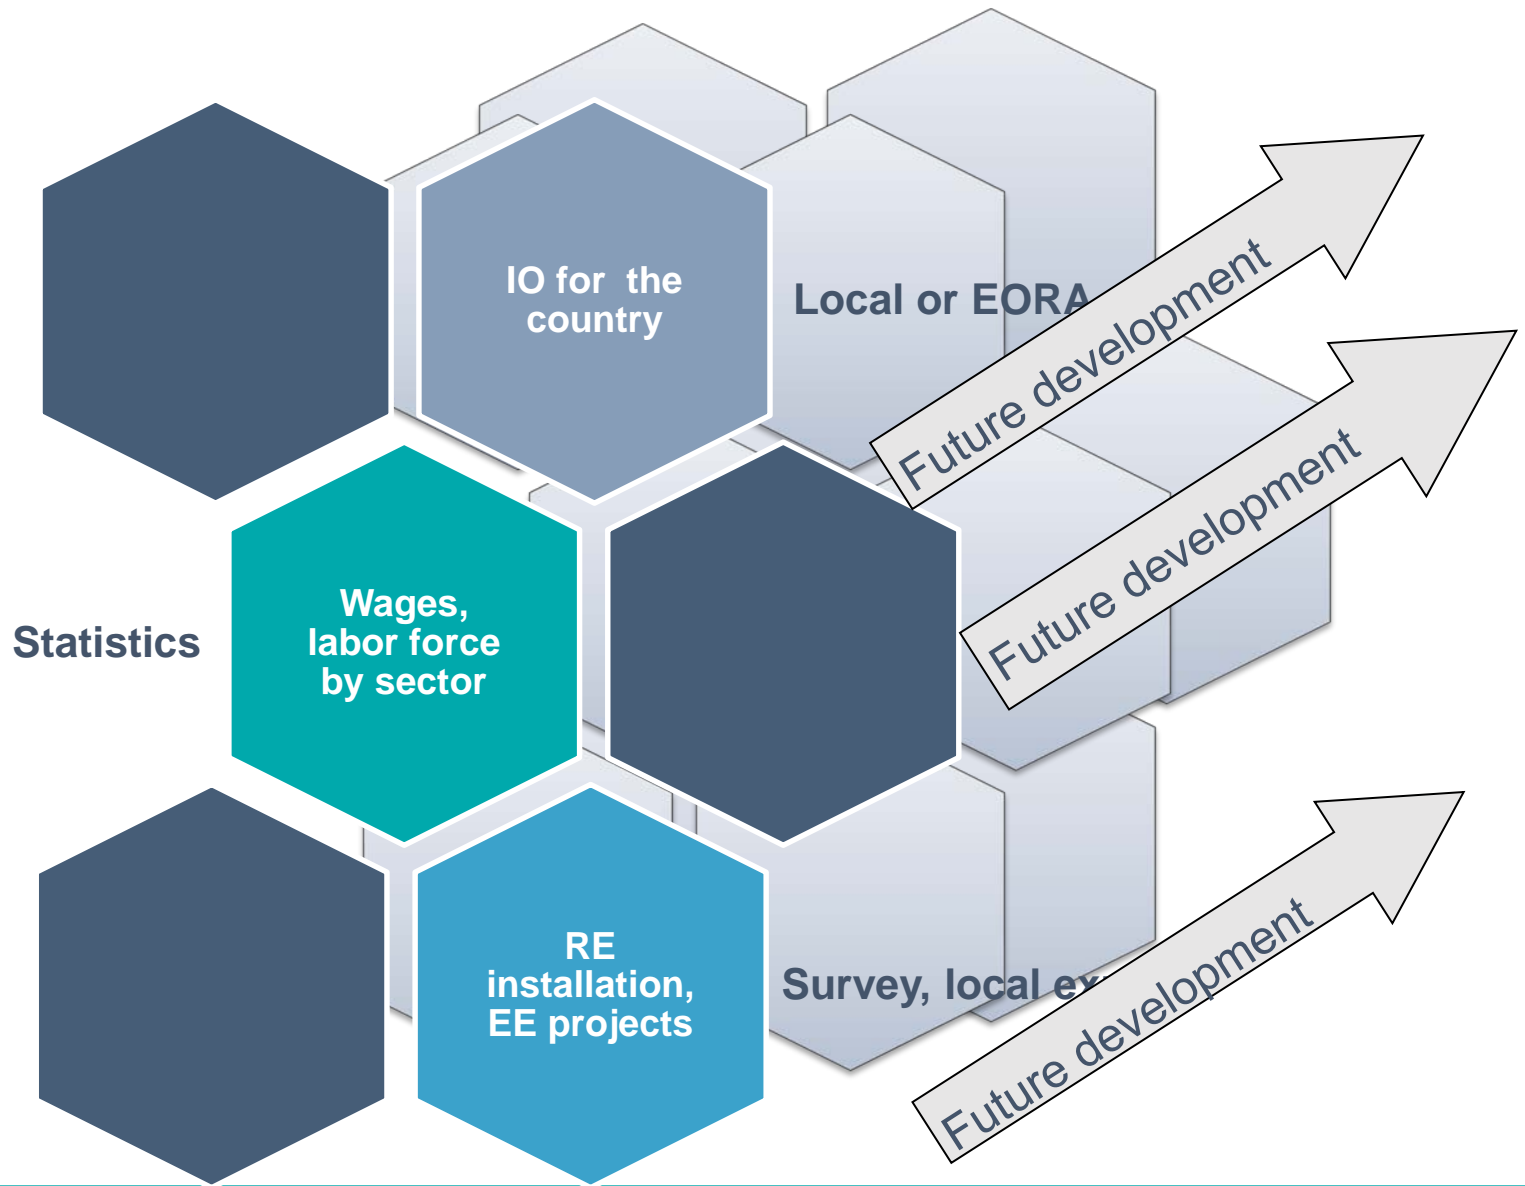 IO for the
country
Local or EORA
Future development
Future development
Statistics
Wages,
labor force
by sector
RE
installation,
EE projects
Survey, local
Future development